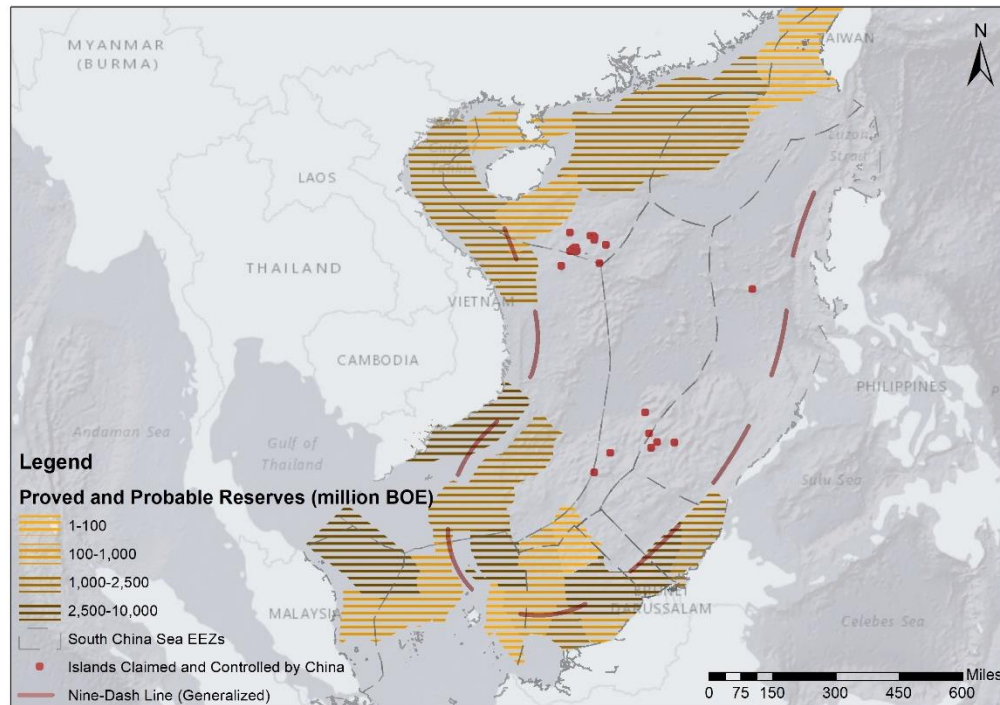 MYANMAR
(BURMA)
N
TAIWAN
Luzon
Strait
Gulf of
LAOS
THAILAND
VIETNAM
CAMBODIA
PHILIPPINES
Andaman Sea
Gulf of
Thailand
Sulu Sea
MALAYSIA
BRUNEI
DARUSSALAM
Celebes Sea
Legend
Proved and Probable Reserves (million BOE)
1-100
100-1,000
1,000-2,500
2,500-10,000
South China Sea EEZs
Islands Claimed and Controlled by China
Nine-Dash Line (Generalized)
Miles
0 75 150 300 450 600